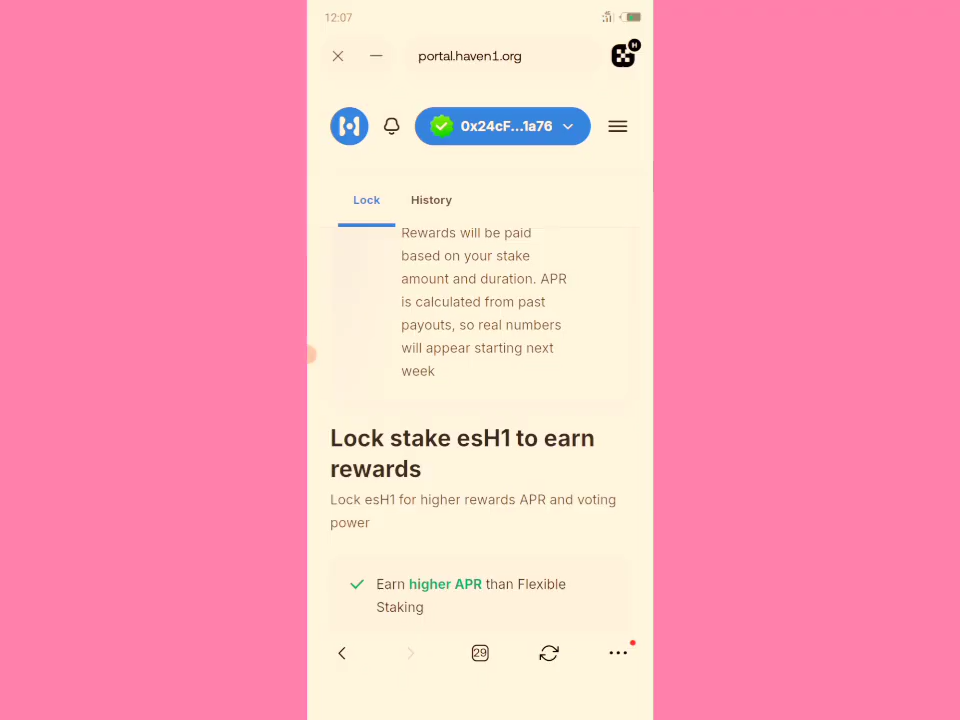 12:07
portal.haven1.org
H
0x24cF...1a76
Lock History
Rewards will be paid
based on your stake
amount and duration. APR
is calculated from past
payouts, so real numbers
will appear starting next
week
Lock stake esH1 to earn
rewards
Lock esH1 for higher rewards APR and voting
power
Earn higher APR than Flexible
Staking
29